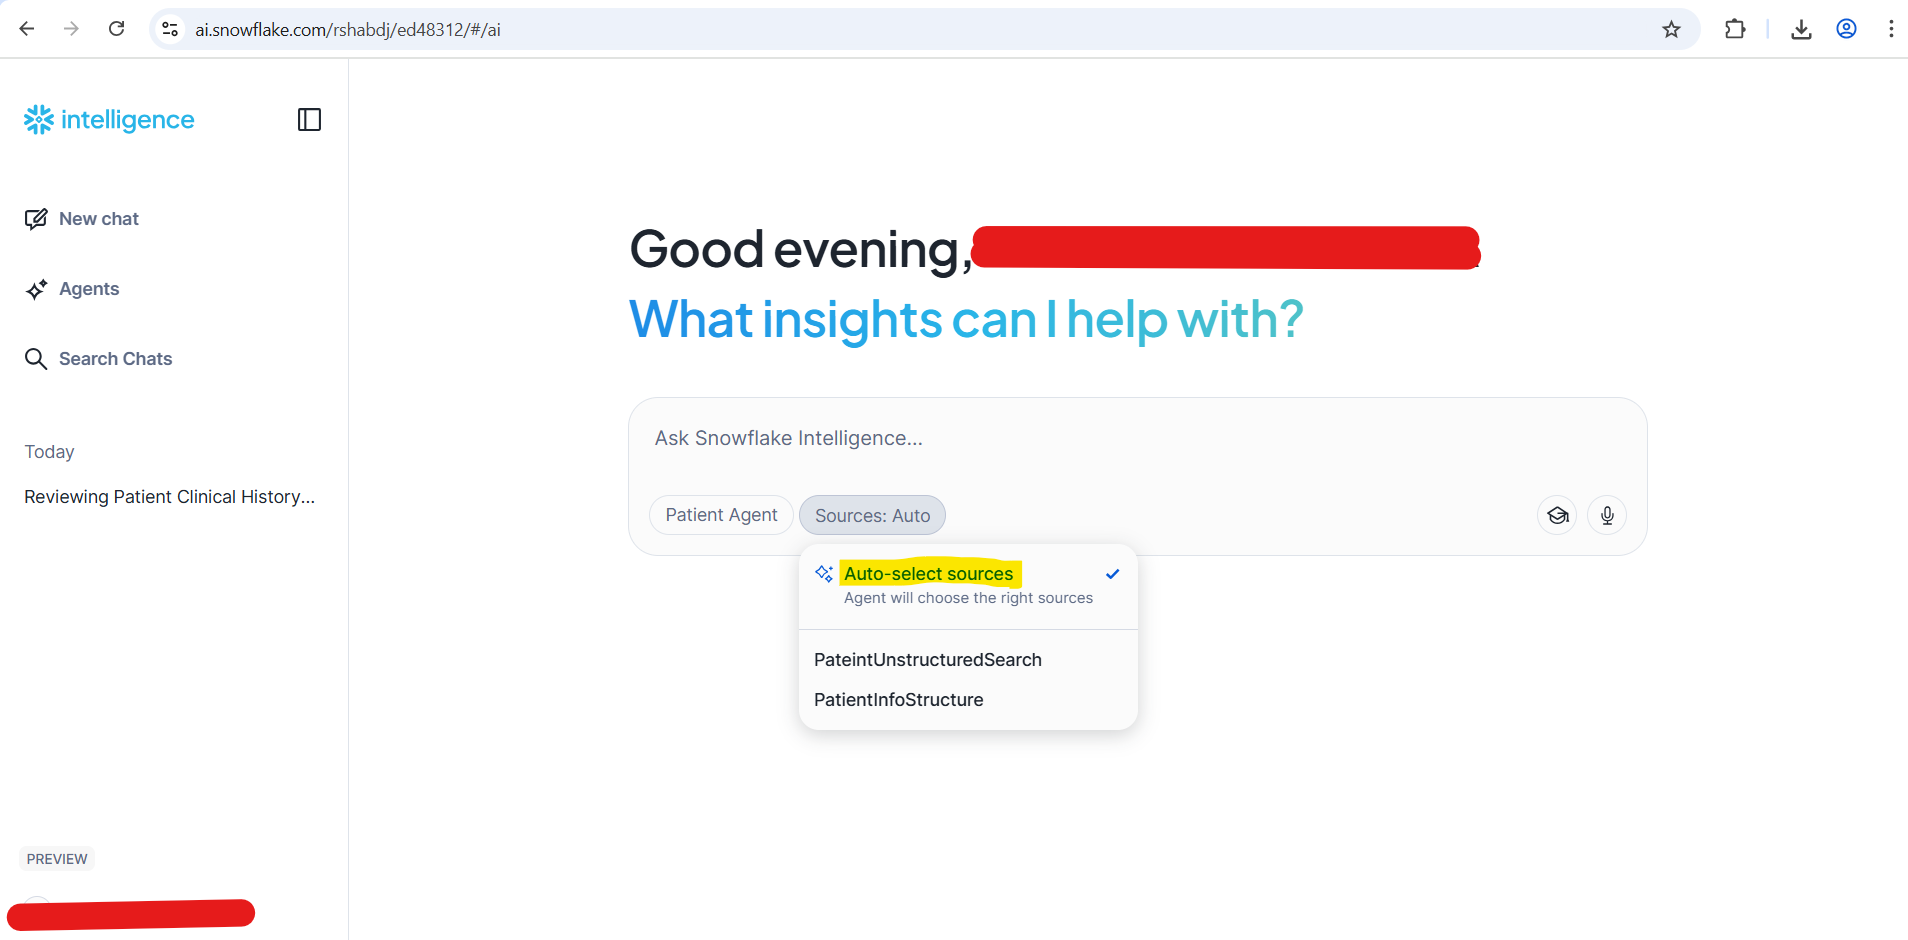 ai.snowflake.com/rshabdj/ed48312/#/ai
intelligence
New chat
Agents
Search Chats
Today
Reviewing Patient Clinical History...
PREVIEW
Good evening,
What insights can I help with?
Ask Snowflake Intelligence...
Patient Agent
Sources: Auto
Auto-select sources
Agent will choose the right sources
PateintUnstructuredSearch
PatientInfoStructure